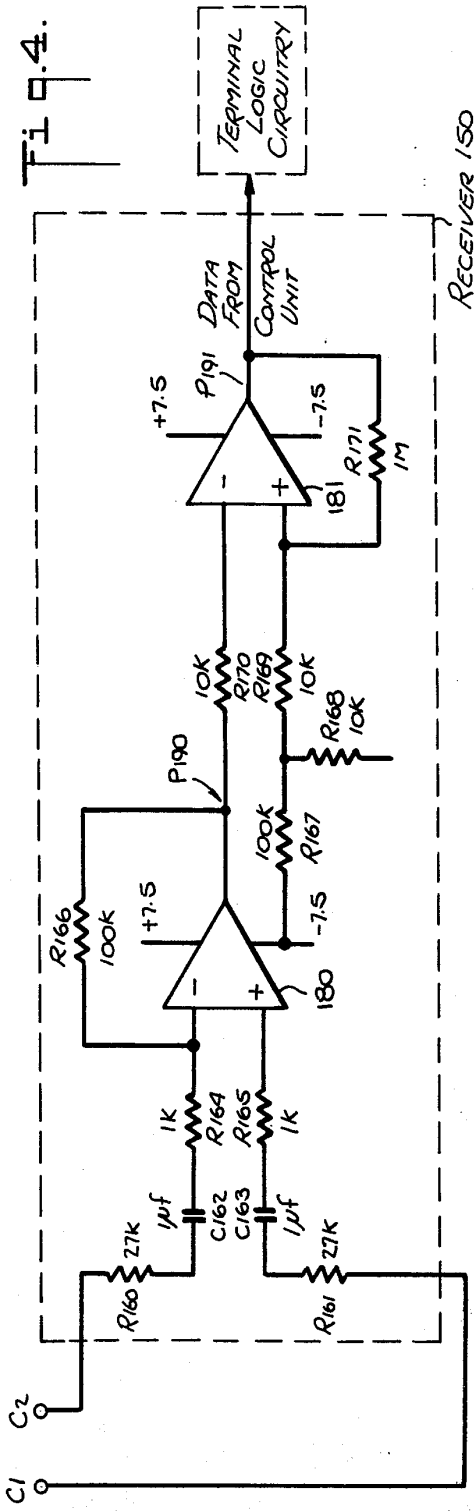 Fig. 4.
C1
C2
R160
27K
1µf
C162
1K
R164
R166
100K
+7.5
-
+
180
-7.5
P190
R161
27K
C163
1µf
R165
1K
100K
R167
R168
10K
10K
R170
R169
10K
+7.5
-
+
181
-7.5
P191
R171
1M
DATA
FROM
CONTROL
UNIT
TERMINAL
LOGIC
CIRCUITRY
RECEIVER 150